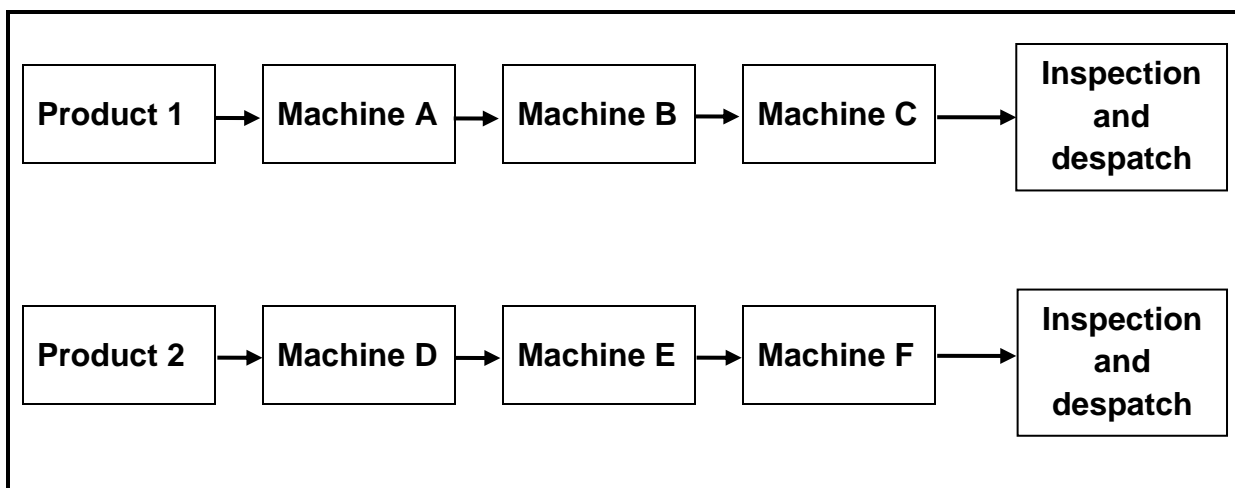 Product 1
Machine A
Machine B
Machine C
Inspection
and
despatch
Product 2
Machine D
Machine E
Machine F
Inspection
and
despatch